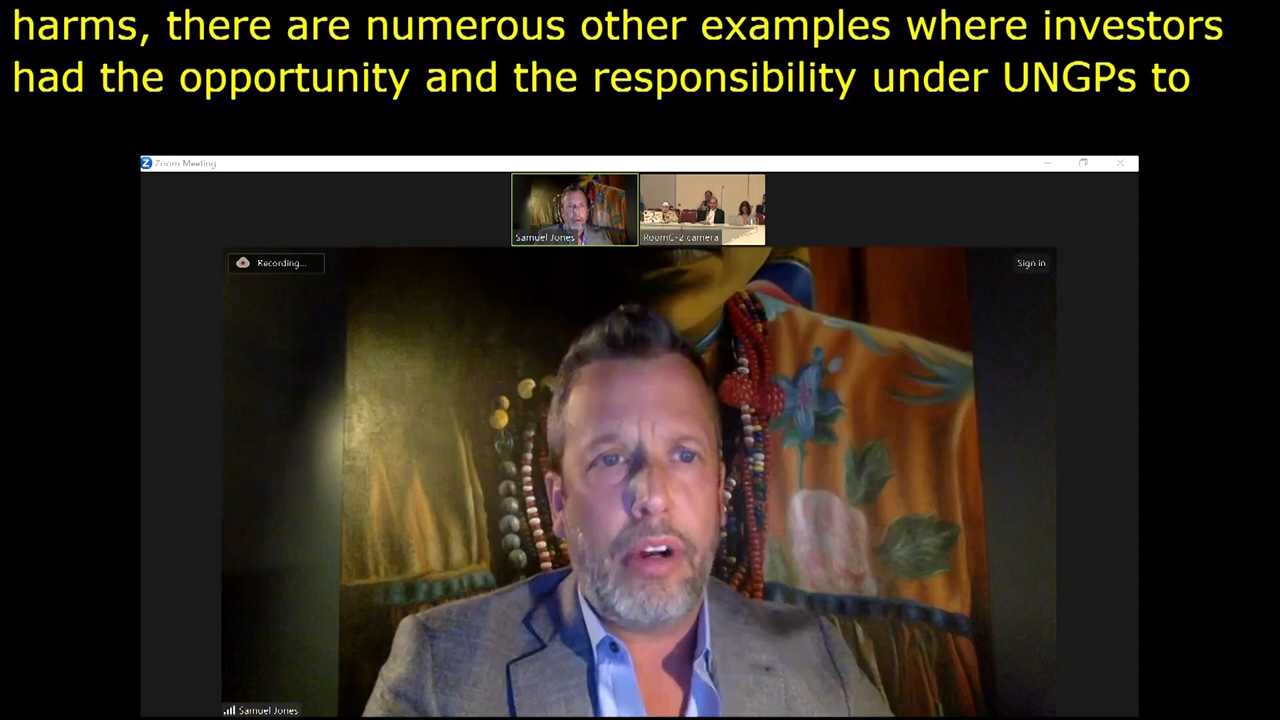 harms, there are numerous other examples where investors
had the opportunity and the responsibility under UNGPs to
Zoom Meeting
Samuel Jones
RoomC-2 camera
Recording...
Sign in
Samuel Jones